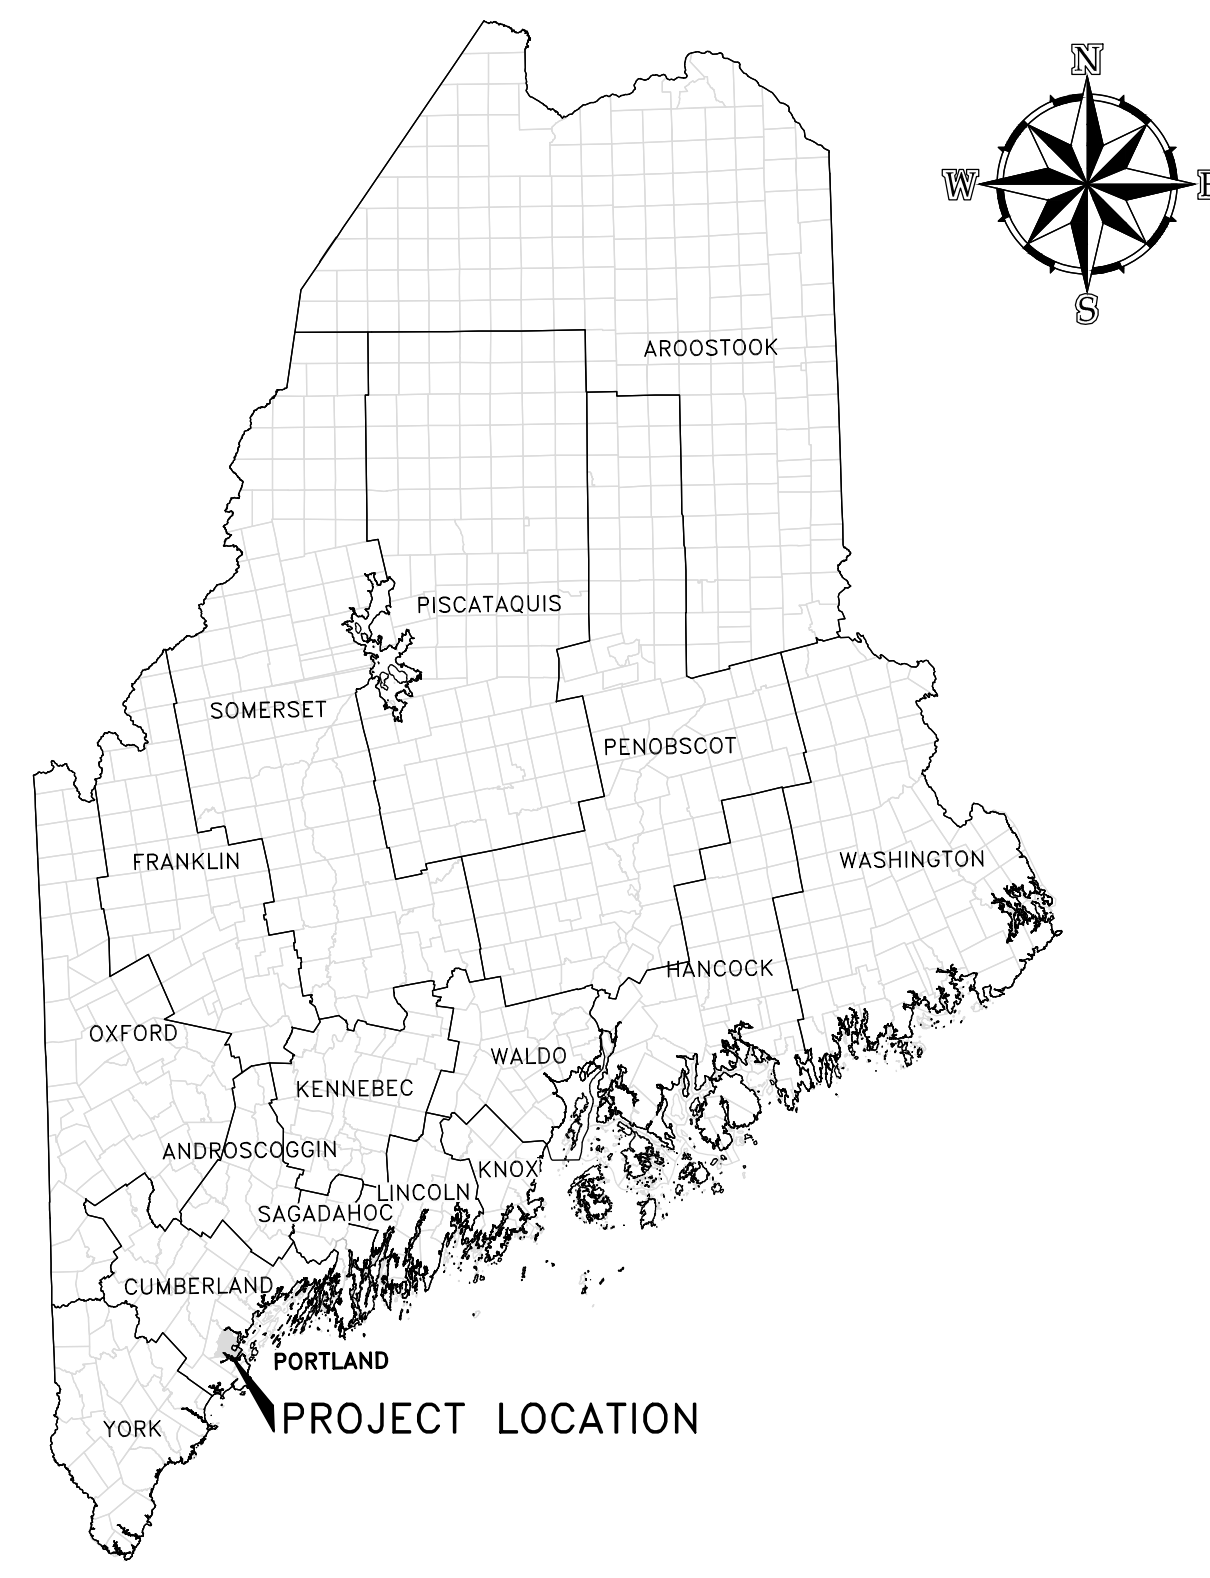 N
W
S
AROOSTOOK
PISCATAQUIS
SOMERSET
PENOBSCOT
FRANKLIN
WASHINGTON
HANCOCK
OXFORD
WALDO
KENNEBEC
ANDROSCOGGIN
KNOX
LINCOLN
SAGADAHOC
CUMBERLAND
PORTLAND
PROJECT LOCATION
YORK